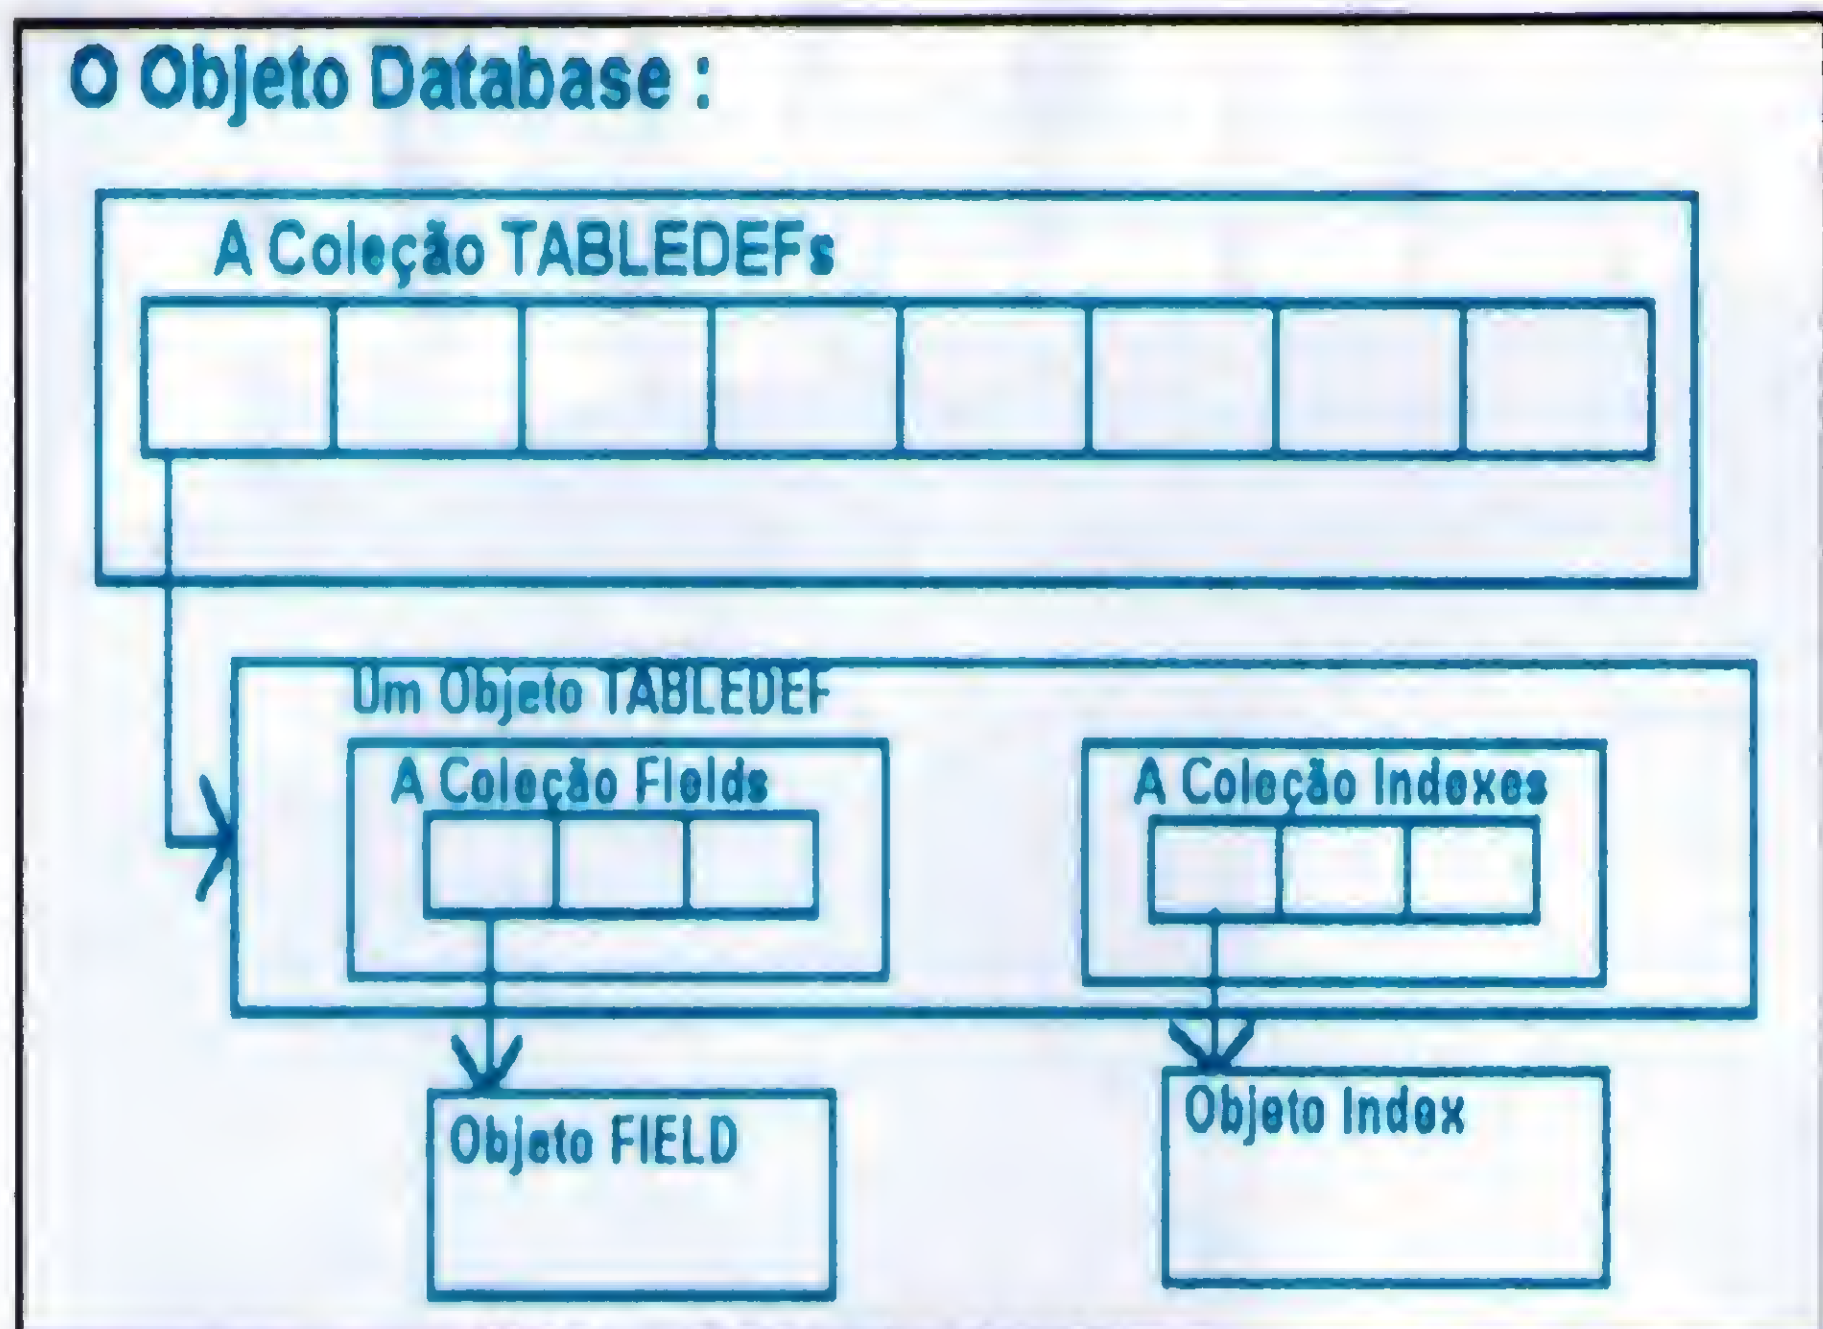 O Objeto Database :
A Coleção TABLEDEFs
Um Objeto TABLEDEF
A Coleção Fields
A Coleção Indexes
Objeto FIELD
Objeto Index